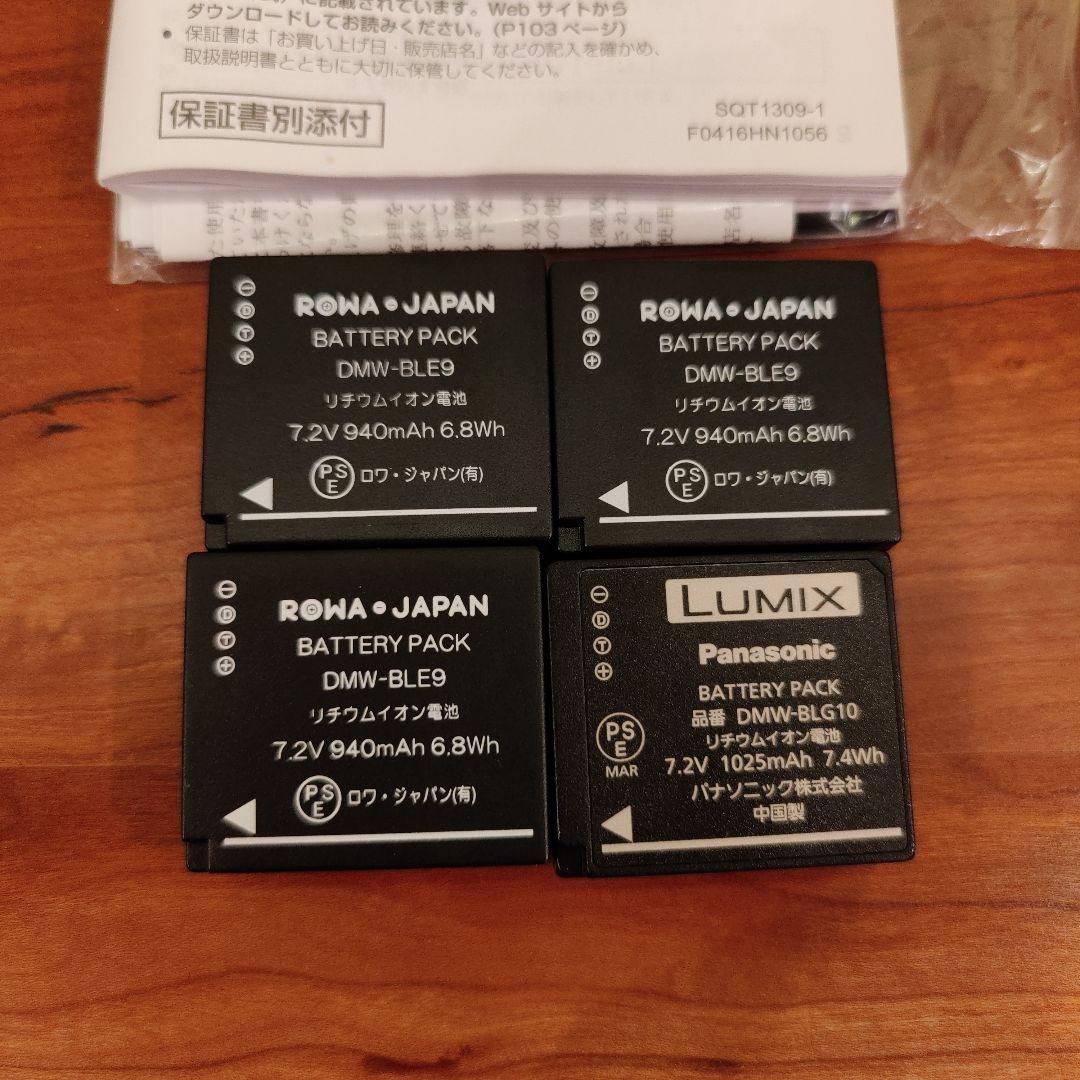 に記載されています。Web サイトから
ダウンロードしてお読みください。(P103 ページ)
● 保証書は「お買い上げ日・販売店名」などの記入を確かめ、
取扱説明書とともに大切に保管してください。
保証書別添付
SQT1309-1
F0416HN1056
ROWA JAPAN
BATTERY PACK
DMW-BLE9
リチウムイオン電池
7.2V 940mAh 6.8Wh
PSE ロワ・ジャパン(有)
− D T +
ROWA JAPAN
BATTERY PACK
DMW-BLE9
リチウムイオン電池
7.2V 940mAh 6.8Wh
PSE ロワ・ジャパン(有)
− D T +
ROWA JAPAN
BATTERY PACK
DMW-BLE9
リチウムイオン電池
7.2V 940mAh 6.8Wh
PSE ロワ・ジャパン(有)
− D T +
LUMIX
Panasonic
BATTERY PACK
品番 DMW-BLG10
リチウムイオン電池
7.2V 1025mAh 7.4Wh
パナソニック株式会社
中国製
PSE
MAR
− D T +